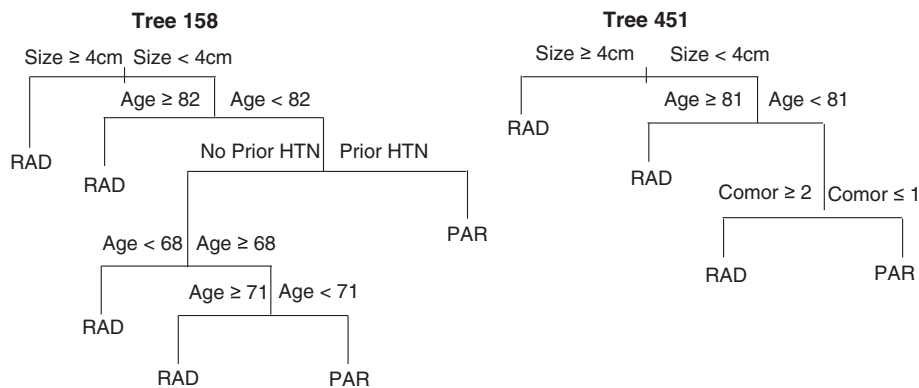 Tree 158
Size ≥ 4cm Size < 4cm
Age ≥ 82 Age < 82
RAD
RAD
No Prior HTN Prior HTN
PAR
Age < 68 Age ≥ 68
RAD
Age ≥ 71 Age < 71
RAD
PAR
Tree 451
Size ≥ 4cm Size < 4cm
RAD
Age ≥ 81 Age < 81
RAD
Comor ≥ 2 Comor ≤ 1
RAD
PAR